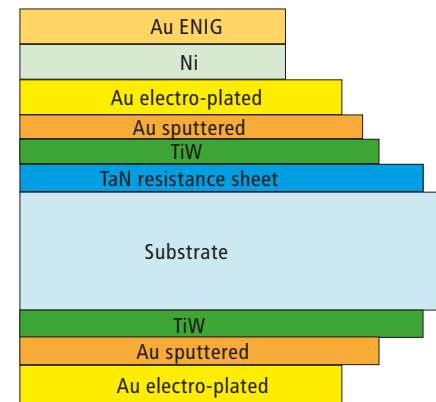 Au ENIG
Ni
Au electro-plated
Au sputtered
TiW
TaN resistance sheet
Substrate
TiW
Au sputtered
Au electro-plated